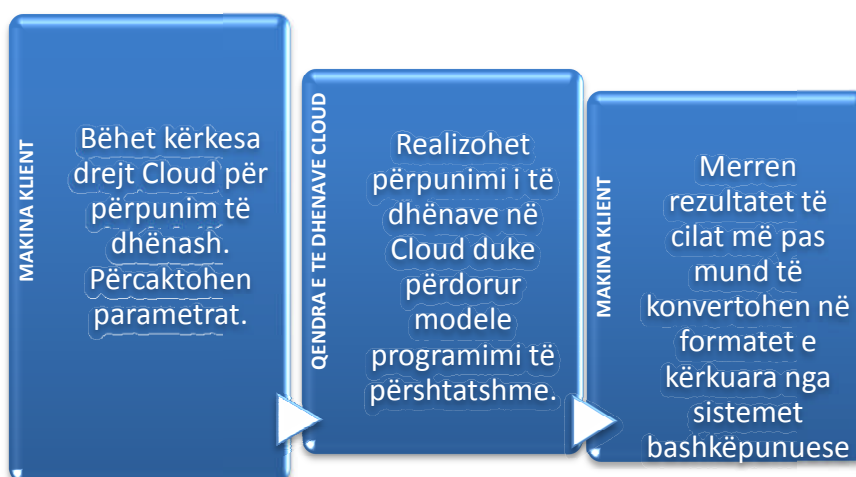 MAKINA KLIENT
Bëhet kërkesa
drejt Cloud për
përpunim të
dhënash.
Përcaktohen
parametrat.
QENDRA E TE DHENAVE CLOUD
Realizohet
përpunimi i të
dhënave në
Cloud duke
përdorur
modele
programimi të
përshtatshme.
MAKINA KLIENT
Merren
rezultatet të
cilat më pas
mund të
konvertohen në
formatet e
kërkuara nga
sistemet
bashkëpunuese